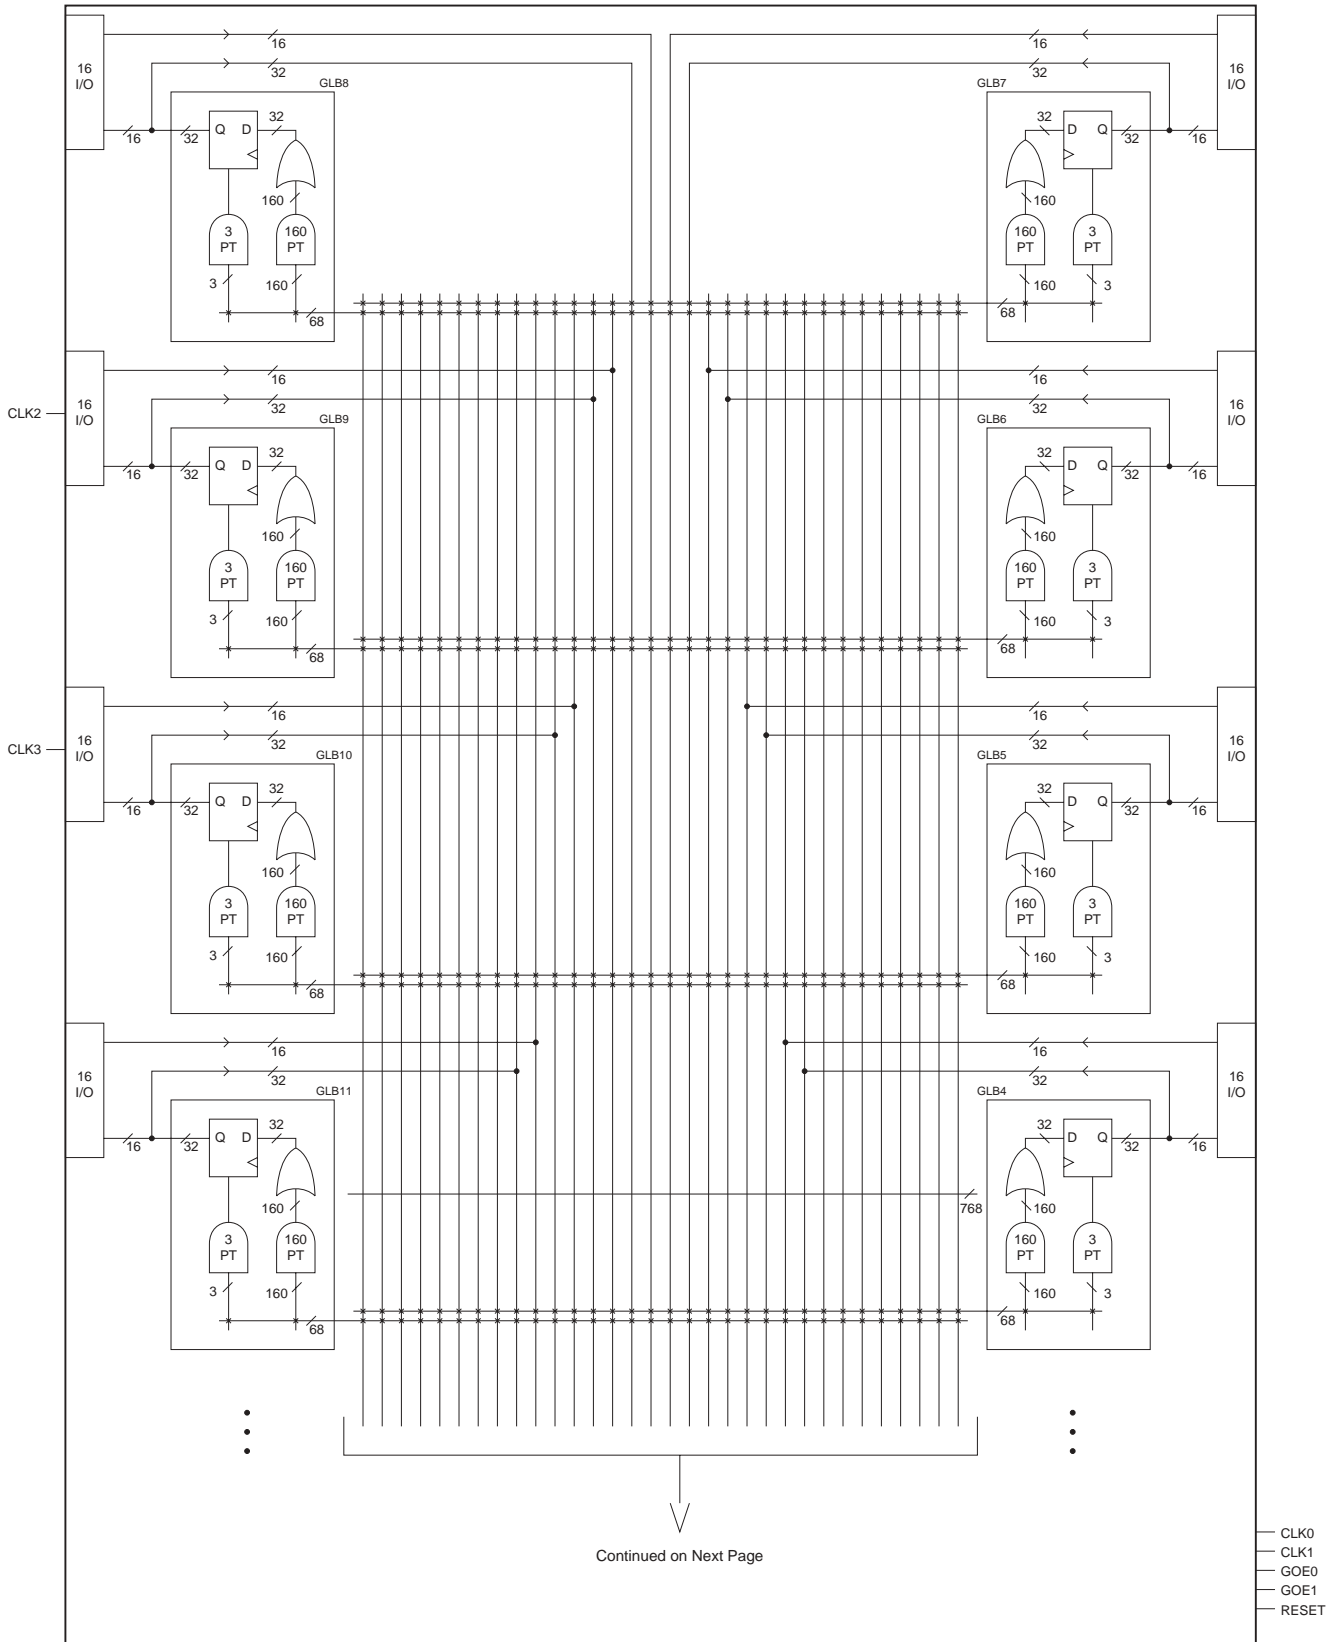 16
16
16
I/O
16
I/O
32
32
GLB8
GLB7
32
32
Q D
D Q
16
32
32
16
160
160
3
PT
160
PT
160
PT
3
PT
3
160
160
3
68
68
16
16
CLK2
16
I/O
16
I/O
32
32
GLB9
GLB6
32
32
Q D
D Q
16
32
32
16
160
160
3
PT
160
PT
160
PT
3
PT
3
160
160
3
68
68
16
16
CLK3
16
I/O
16
I/O
32
32
GLB10
GLB5
32
32
Q D
D Q
16
32
32
16
160
160
3
PT
160
PT
160
PT
3
PT
3
160
160
3
68
68
16
16
16
I/O
16
I/O
32
32
GLB11
GLB4
32
32
Q D
D Q
16
32
32
16
160
768
160
3
PT
160
PT
160
PT
3
PT
3
160
160
3
68
68
Continued on Next Page
CLK0
CLK1
GOE0
GOE1
RESET